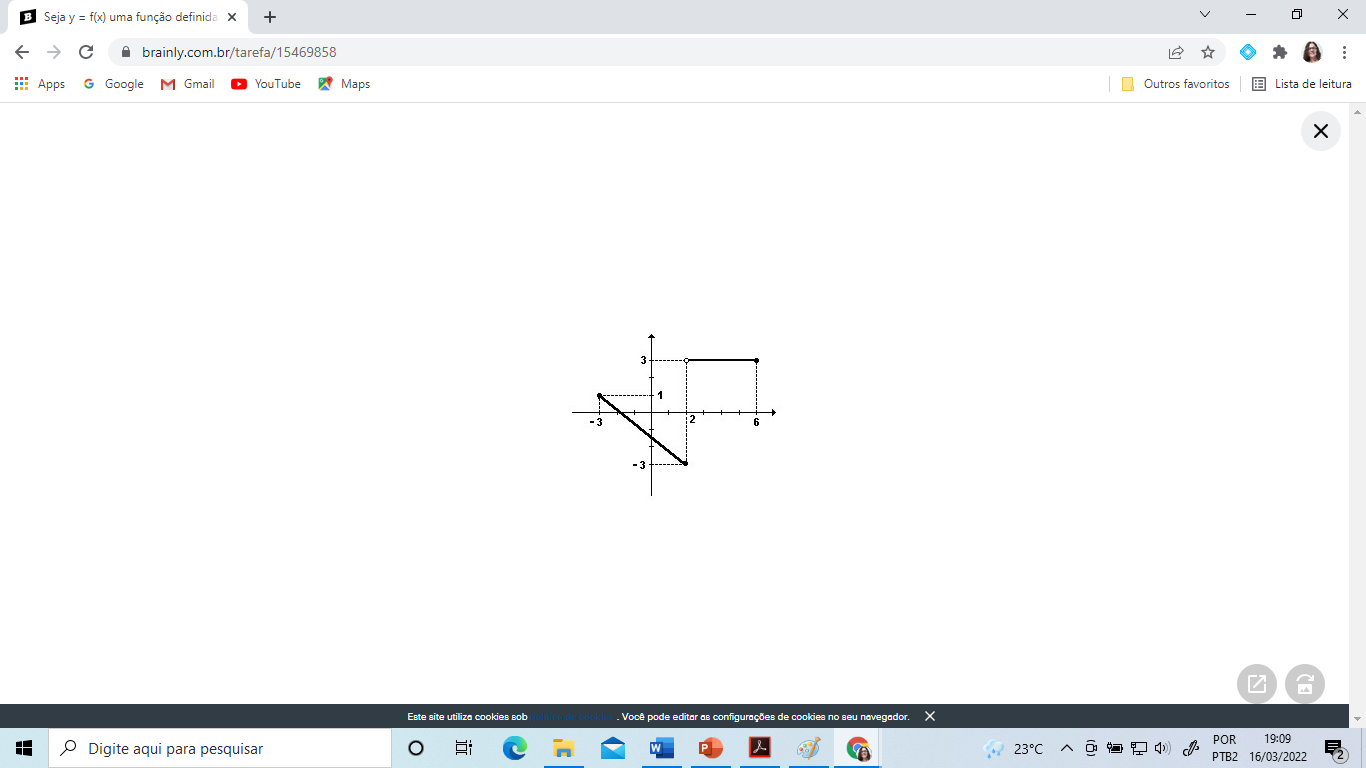 Seja y = f(x) uma função definida
brainly.com.br/tarefa/15469858
Apps Google Gmail YouTube Maps Outros favoritos Lista de leitura
3
1
- 3 2 6
- 3
Este site utiliza cookies sob . Você pode editar as configurações de cookies no seu navegador.
Digite aqui para pesquisar
23°C
POR
PTB2
19:09
16/03/2022
2